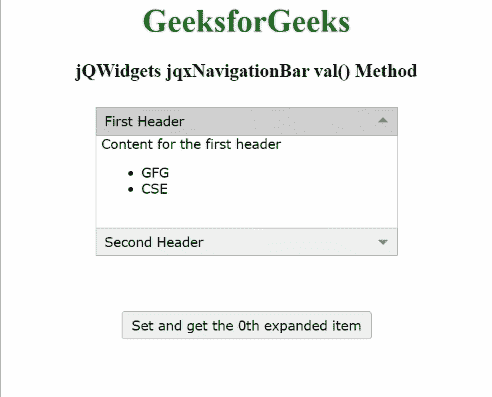 GeeksforGeeks
jQWidgets jqxNavigationBar val() Method
First Header
Content for the first header
GFG
CSE
Second Header
Set and get the 0th expanded item